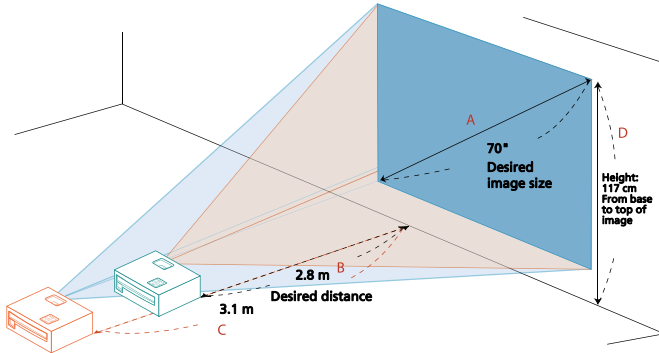 A
D
70"
Desired
image size
Height:
117 cm
From base
to top of
image
B
2.8 m
Desired distance
3.1 m
C